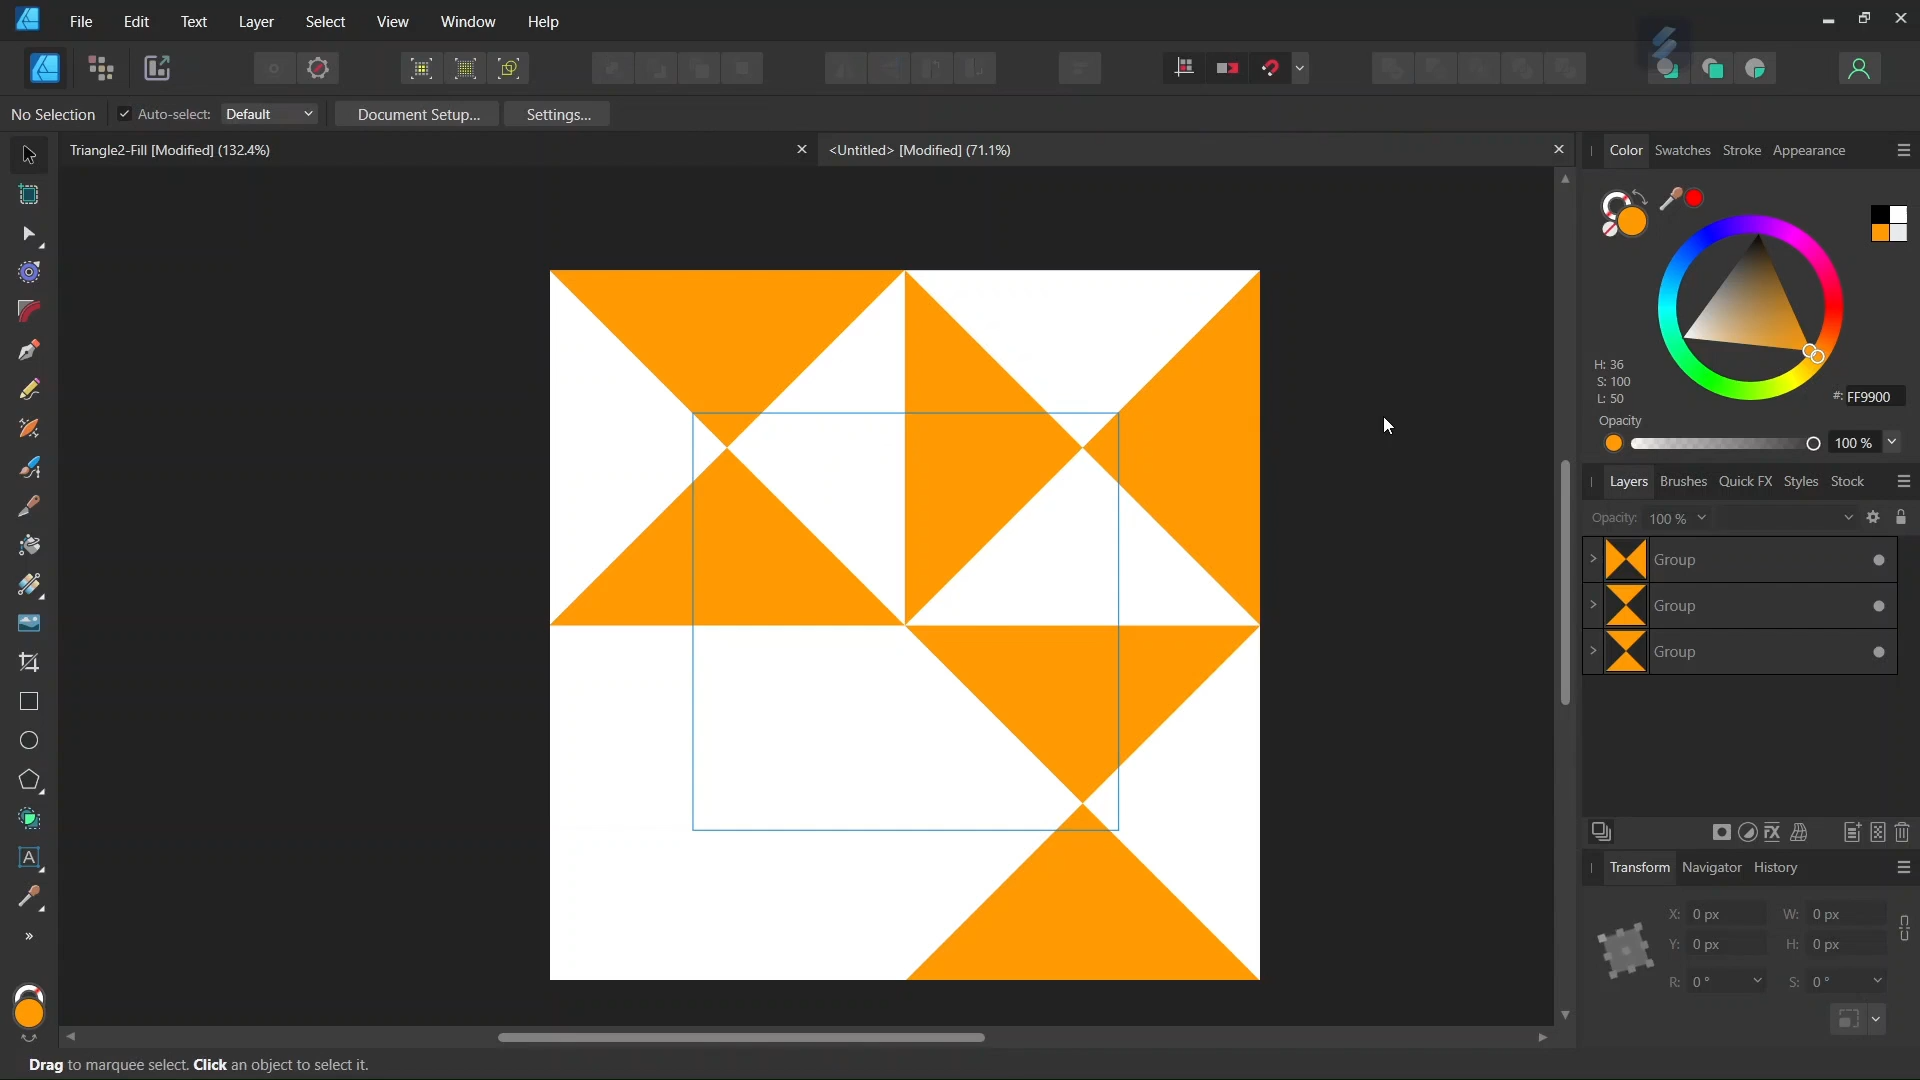 File Edit Text Layer Select View Window Help
No Selection Auto-select: Default Document Setup... Settings...
Triangle2-Fill [Modified] (132.4%)
<Untitled> [Modified] (71.1%)
Color Swatches Stroke Appearance
H: 36
S: 100
L: 50
#: FF9900
Opacity
100 %
Layers Brushes Quick FX Styles Stock
Opacity: 100 %
Group
Group
Group
Transform Navigator History
X: 0 px W: 0 px
Y: 0 px H: 0 px
R: 0 ° S: 0 °
Drag to marquee select. Click an object to select it.